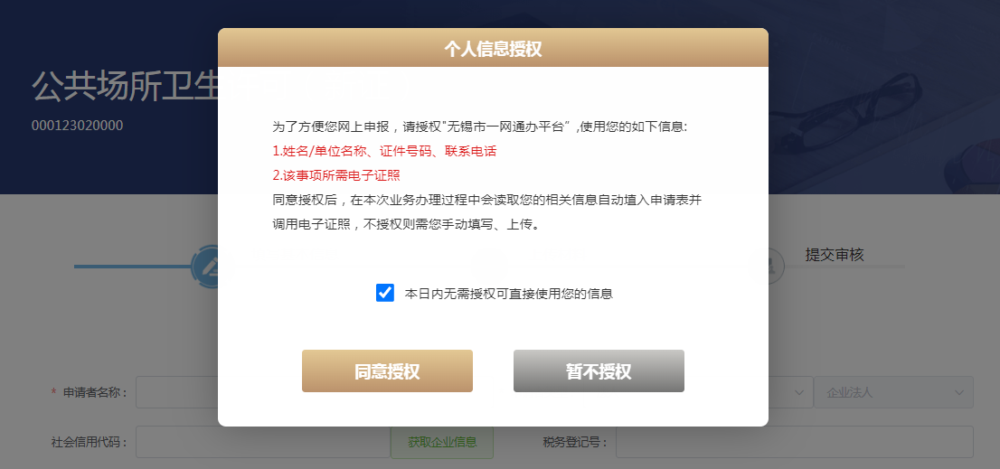 个人信息授权
公共场所卫生
000123020000
为了方便您网上申报，请授权"无锡市一网通办平台" ,使用您的如下信息:
1.姓名/单位名称、证件号码、联系电话
2.该事项所需电子证照
同意授权后，在本次业务办理过程中会读取您的相关信息自动填入申请表并
调用电子证照，不授权则需您手动填写、上传。
提交审核
本日内无需授权可直接使用您的信息
同意授权 暂不授权
* 申请者名称： 企业法人
社会信用代码： 获取企业信息 税务登记号：